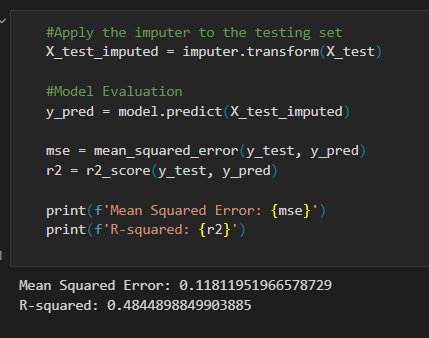 #Apply the imputer to the testing set
X_test_imputed = imputer.transform(X_test)
#Model Evaluation
y_pred = model.predict(X_test_imputed)
mse = mean_squared_error(y_test, y_pred)
r2 = r2_score(y_test, y_pred)
print(f'Mean Squared Error: {mse}')
print(f'R-squared: {r2}')
Mean Squared Error: 0.11811951966578729
R-squared: 0.4844898849903885